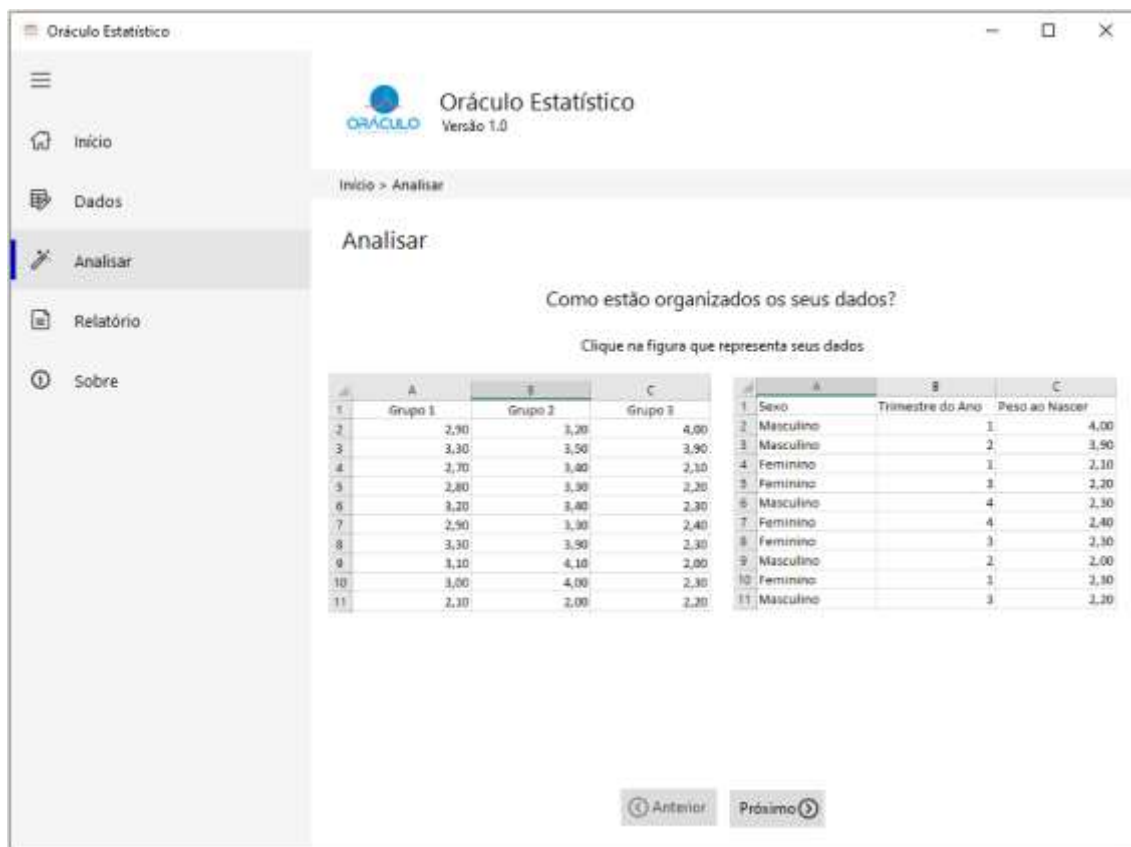 Oráculo Estatístico
Início
Dados
Analisar
Relatório
Sobre
ORÁCULO
Oráculo Estatístico
Versão 1.0
Início > Analisar
Analisar
Como estão organizados os seus dados?
Clique na figura que representa seus dados
A B C
1 Grupo 1 Grupo 2 Grupo 3
2 2,90 3,20 4,00
3 3,30 3,50 3,90
4 2,70 3,40 2,10
5 2,80 3,30 2,20
6 3,20 3,40 2,30
7 2,90 3,30 2,40
8 3,30 3,90 2,30
9 3,10 4,10 2,00
10 3,00 4,00 2,30
11 2,10 2,00 2,20
A B C
1 Sexo Trimestre do Ano Peso ao Nascer
2 Masculino 1 4,00
3 Masculino 2 3,90
4 Feminino 1 2,10
5 Feminino 3 2,20
6 Masculino 4 2,30
7 Feminino 4 2,40
8 Feminino 3 2,30
9 Masculino 2 2,00
10 Feminino 1 2,30
11 Masculino 3 2,20
Anterior
Próximo